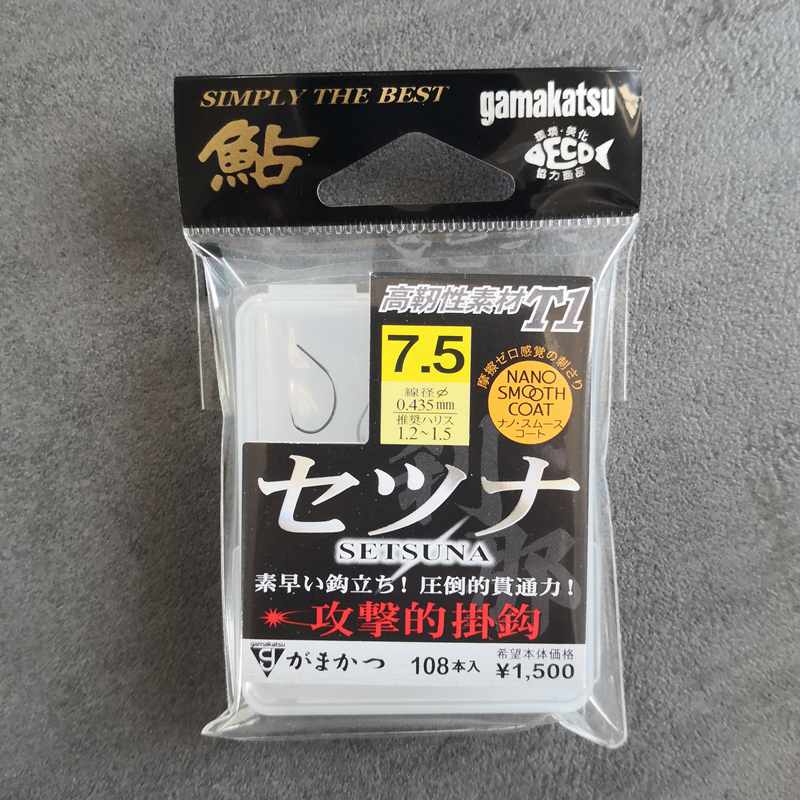 SIMPLY THE BEST
gamakatsu
鮎
環境・美化
ECO
協力商品
高靭性素材T1
7.5
線径φ
0.435mm
推奨ハリス
1.2~1.5
摩擦ゼロ感覚の刺さり
NANO
SMOOTH
COAT
ナノ・スムース
コート
刹那
セツナ
SETSUNA
素早い鈎立ち!圧倒的貫通力!
攻撃的掛鈎
gamakatsu
がまかつ
108本入
希望本体価格
¥1,500